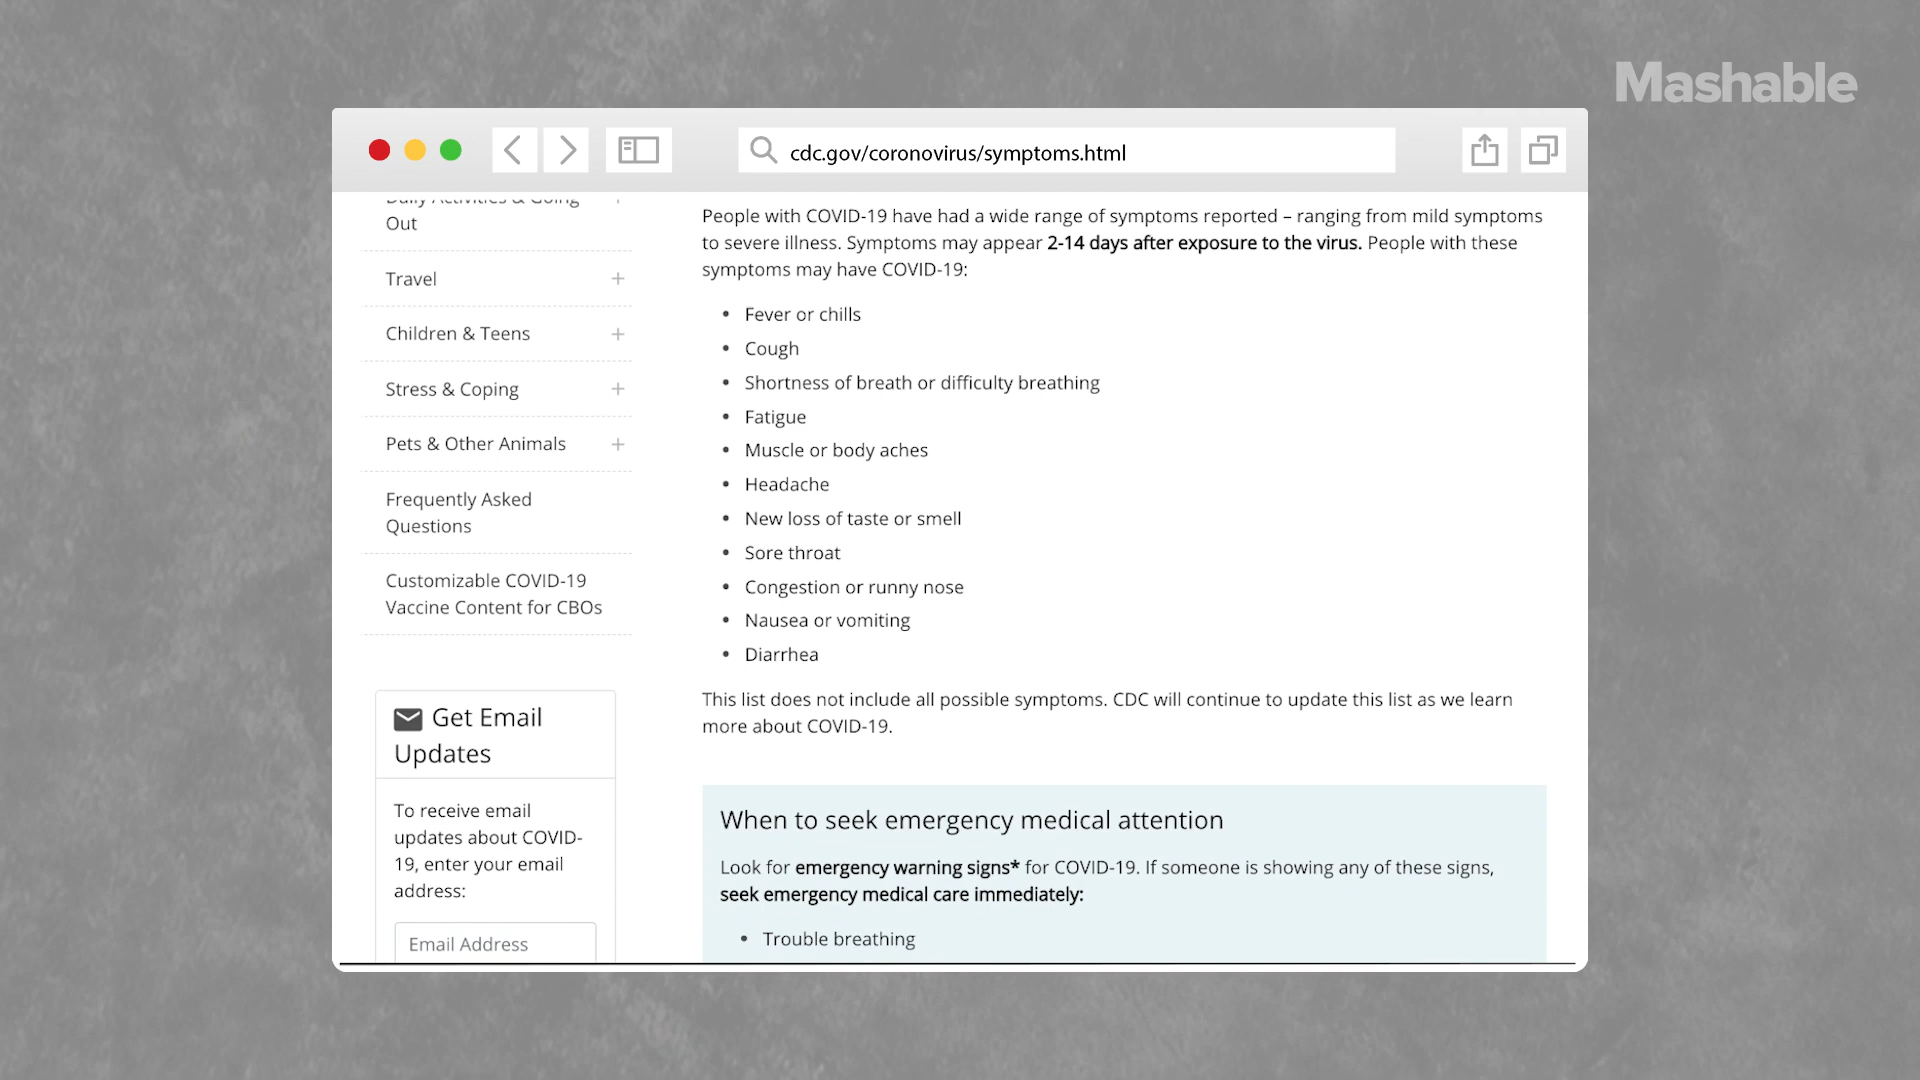 Mashable
cdc.gov/coronovirus/symptoms.html
Daily Activities & Going
Out
Travel
Children & Teens
Stress & Coping
Pets & Other Animals
Frequently Asked
Questions
Customizable COVID-19
Vaccine Content for CBOs
Get Email
Updates
To receive email
updates about COVID-
19, enter your email
address:
Email Address
People with COVID-19 have had a wide range of symptoms reported – ranging from mild symptoms
to severe illness. Symptoms may appear 2-14 days after exposure to the virus. People with these
symptoms may have COVID-19:
• Fever or chills
• Cough
• Shortness of breath or difficulty breathing
• Fatigue
• Muscle or body aches
• Headache
• New loss of taste or smell
• Sore throat
• Congestion or runny nose
• Nausea or vomiting
• Diarrhea
This list does not include all possible symptoms. CDC will continue to update this list as we learn
more about COVID-19.
When to seek emergency medical attention
Look for emergency warning signs* for COVID-19. If someone is showing any of these signs,
seek emergency medical care immediately:
• Trouble breathing